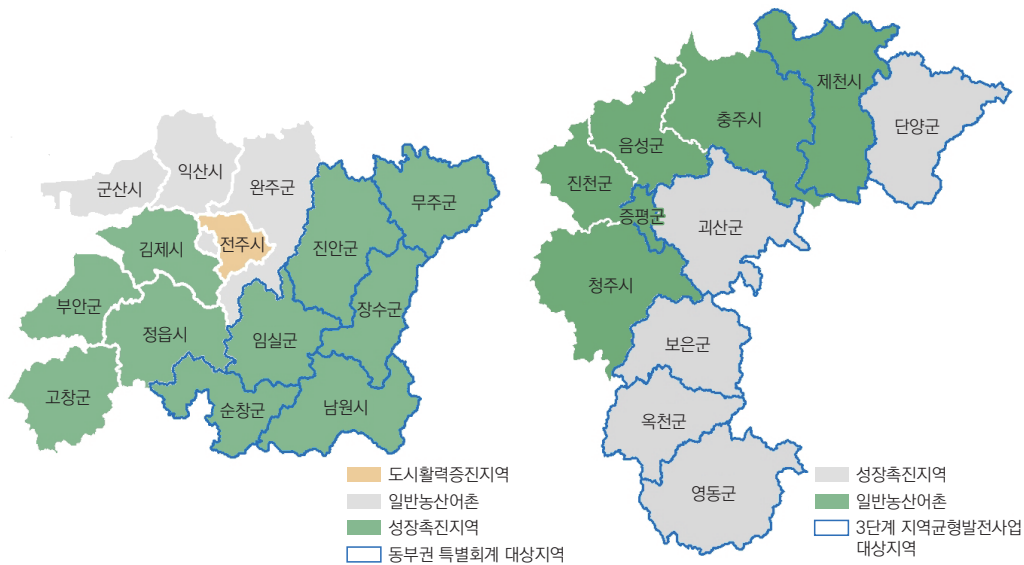 군산시
익산시
완주군
전주시
김제시
부안군
정읍시
고창군
진안군
무주군
장수군
임실군
순창군
남원시
도시활력증진지역
일반농산어촌
성장촉진지역
동부권 특별회계 대상지역
제천시
단양군
충주시
음성군
진천군
증평군
괴산군
청주시
보은군
옥천군
영동군
성장촉진지역
일반농산어촌
3단계 지역균형발전사업
대상지역